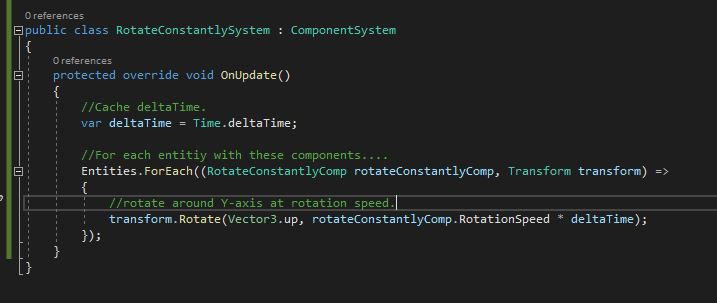 0 references
public class RotateConstantlySystem : ComponentSystem
{
0 references
protected override void OnUpdate()
{
//Cache deltaTime.
var deltaTime = Time.deltaTime;
//For each entitiy with these components....
Entities.ForEach((RotateConstantlyComp rotateConstantlyComp, Transform transform) =>
{
//rotate around Y-axis at rotation speed.
transform.Rotate(Vector3.up, rotateConstantlyComp.RotationSpeed * deltaTime);
});
}
}